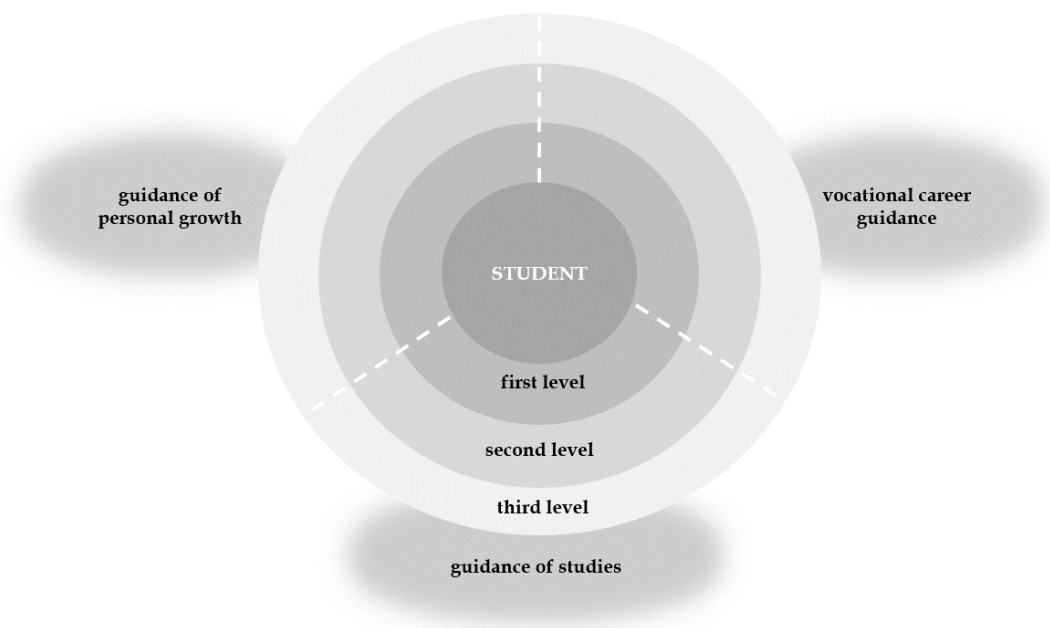 guidance of
personal growth
vocational career
guidance
STUDENT
first level
second level
third level
guidance of studies